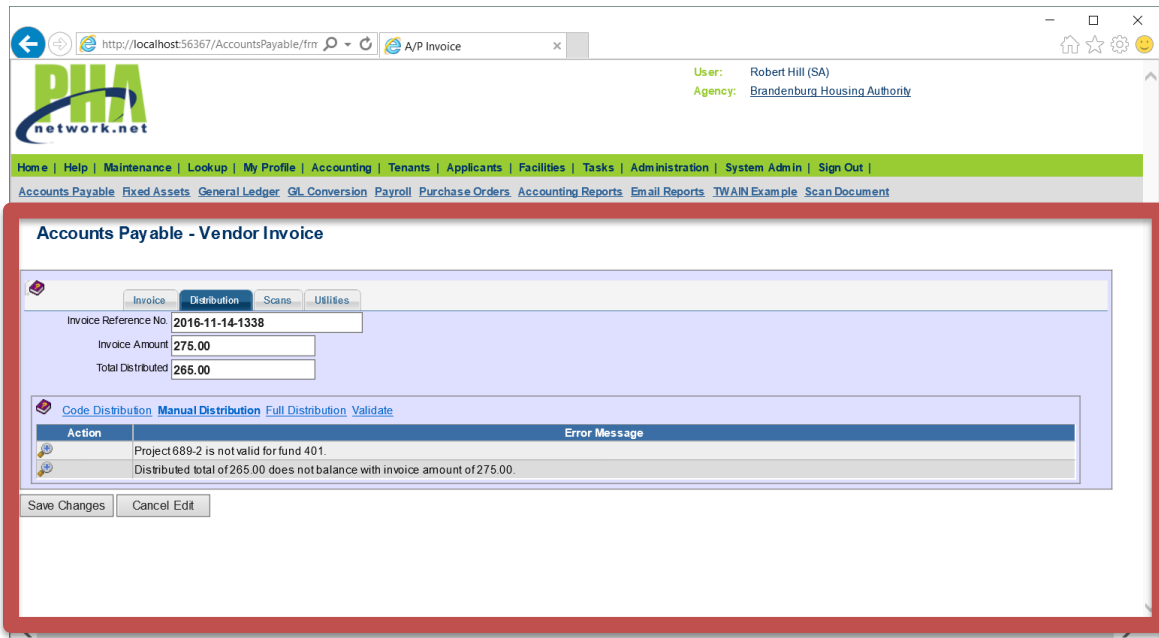 http://localhost:56367/AccountsPayable/frm
A/P Invoice
PHA
network.net
User: Robert Hill (SA)
Agency: Brandenburg Housing Authority
Home | Help | Maintenance | Lookup | My Profile | Accounting | Tenants | Applicants | Facilities | Tasks | Administration | System Admin | Sign Out |
Accounts Payable Fixed Assets General Ledger G/L Conversion Payroll Purchase Orders Accounting Reports Email Reports TWAIN Example Scan Document
Accounts Payable - Vendor Invoice
Invoice Distribution Scans Utilities
Invoice Reference No. 2016-11-14-1338
Invoice Amount 275.00
Total Distributed 265.00
Code Distribution Manual Distribution Full Distribution Validate
Action Error Message
Project 689-2 is not valid for fund 401.
Distributed total of 265.00 does not balance with invoice amount of 275.00.
Save Changes Cancel Edit